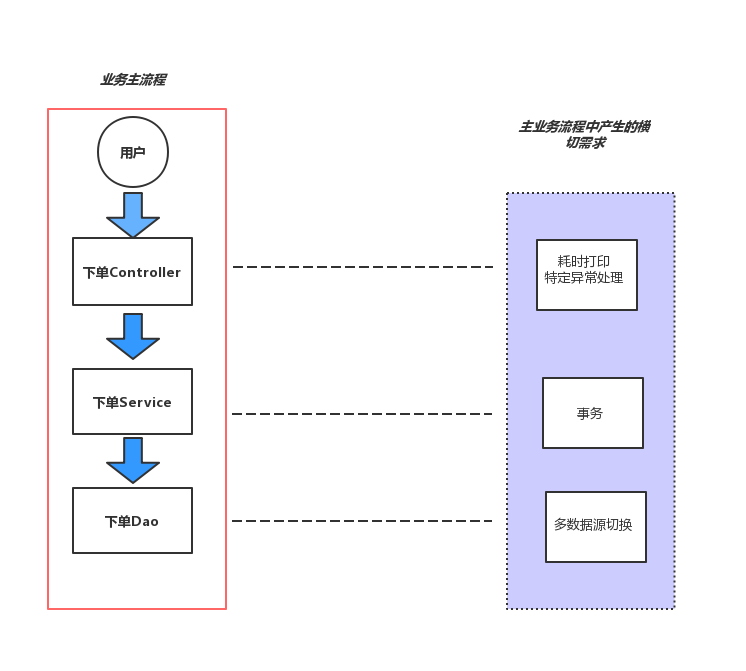 业务主流程
用户
下单Controller
下单Service
下单Dao
主业务流程中产生的横
切需求
耗时打印
特定异常处理
事务
多数据源切换